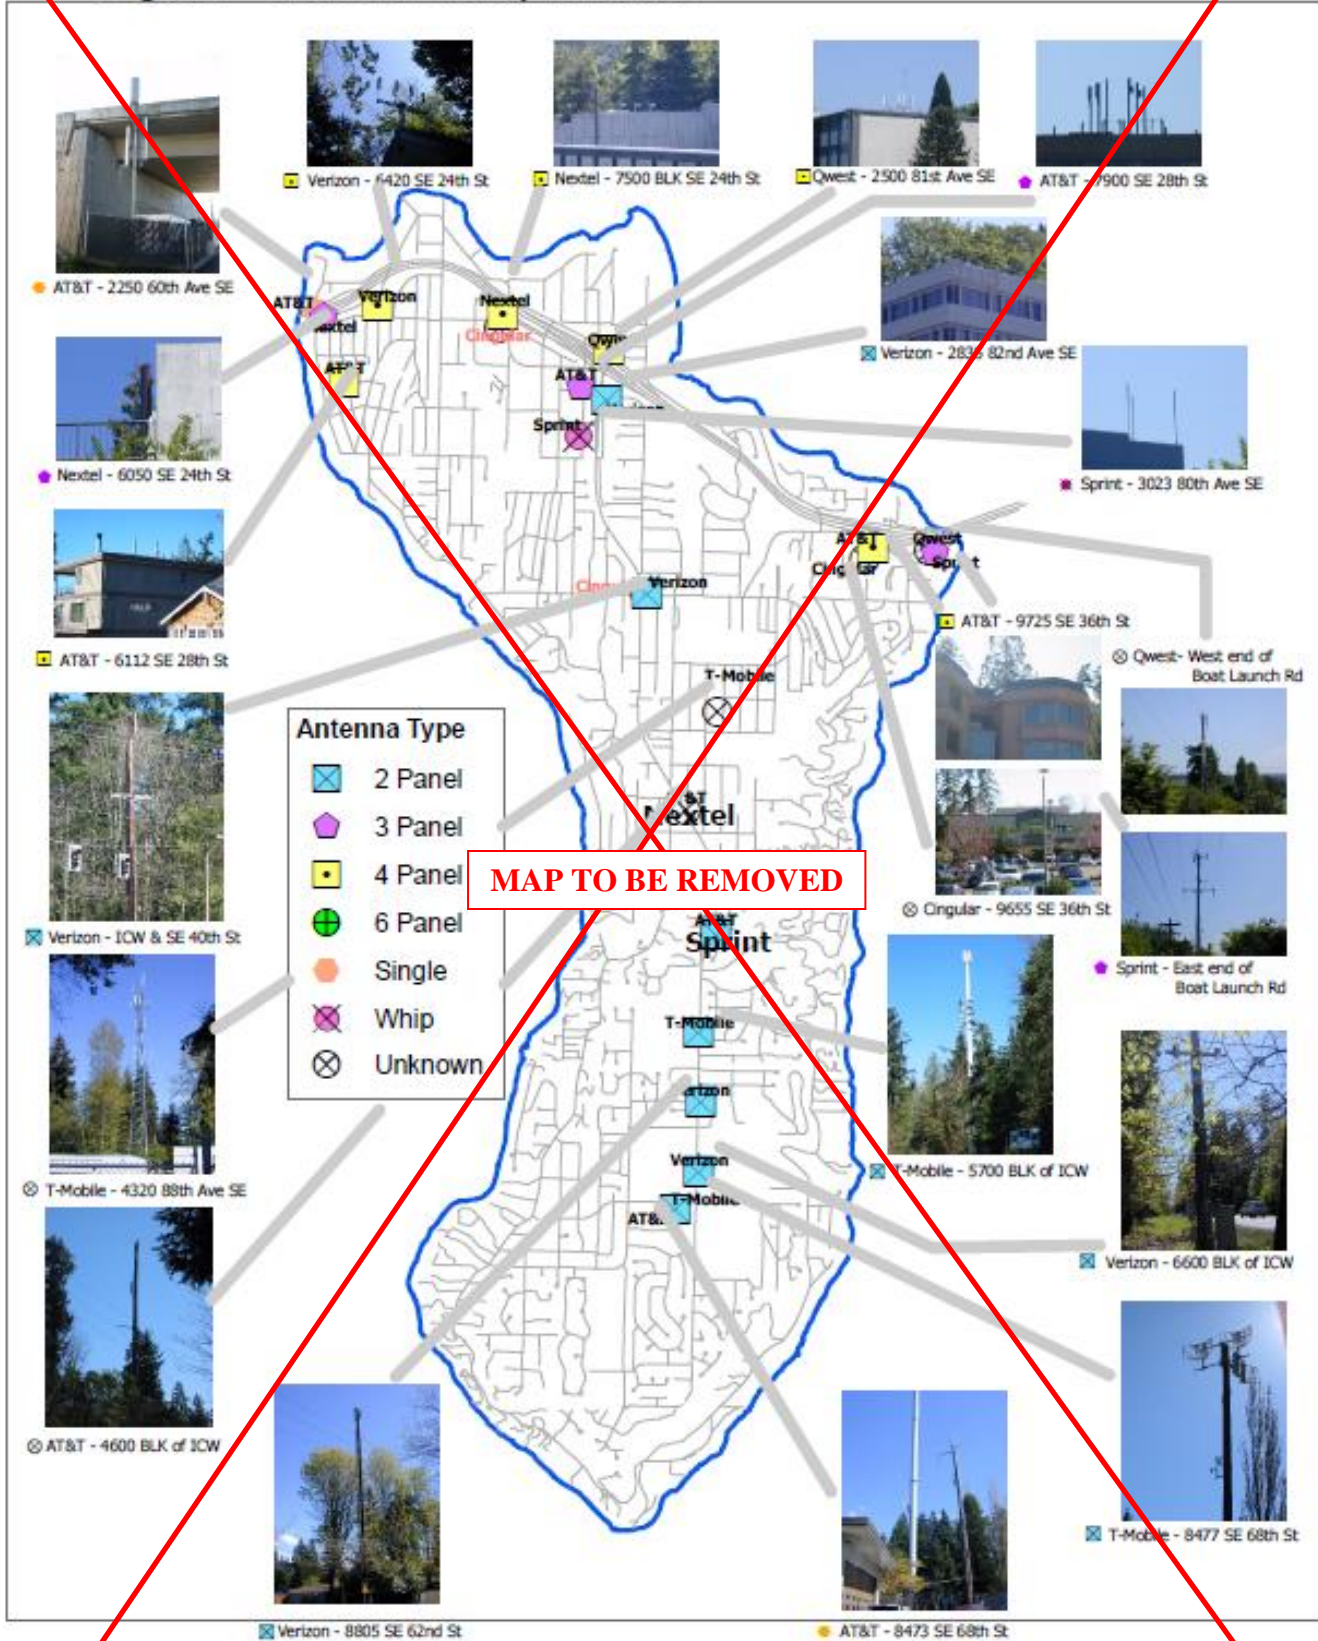 Verizon - 6420 SE 24th St
Nextel - 7500 BLK SE 24th St
Qwest - 2500 81st Ave SE
AT&T - 7900 SE 28th St
AT&T - 2250 60th Ave SE
Verizon - 2835 82nd Ave SE
Nextel - 6050 SE 24th St
Sprint - 3023 80th Ave SE
AT&T - 6112 SE 28th St
AT&T - 9725 SE 36th St
Qwest- West end of
Boat Launch Rd
Verizon - ICW & SE 40th St
Cingular - 9655 SE 36th St
Sprint - East end of
Boat Launch Rd
T-Mobile - 4320 88th Ave SE
T-Mobile - 5700 BLK of ICW
Verizon - 6600 BLK of ICW
AT&T - 4600 BLK of ICW
T-Mobile - 8477 SE 68th St
Verizon - 8805 SE 62nd St
AT&T - 8473 SE 68th St
AT&T
Verizon
Nextel
Cingular
AT&T
AT&T
Sprint
AT&T
Qwest
Sprint
Verizon
T-Mobile
Nextel
AT&T
Sprint
T-Mobile
Verizon
T-Mobile
Antenna Type
2 Panel
3 Panel
4 Panel
6 Panel
Single
Whip
Unknown
MAP TO BE REMOVED